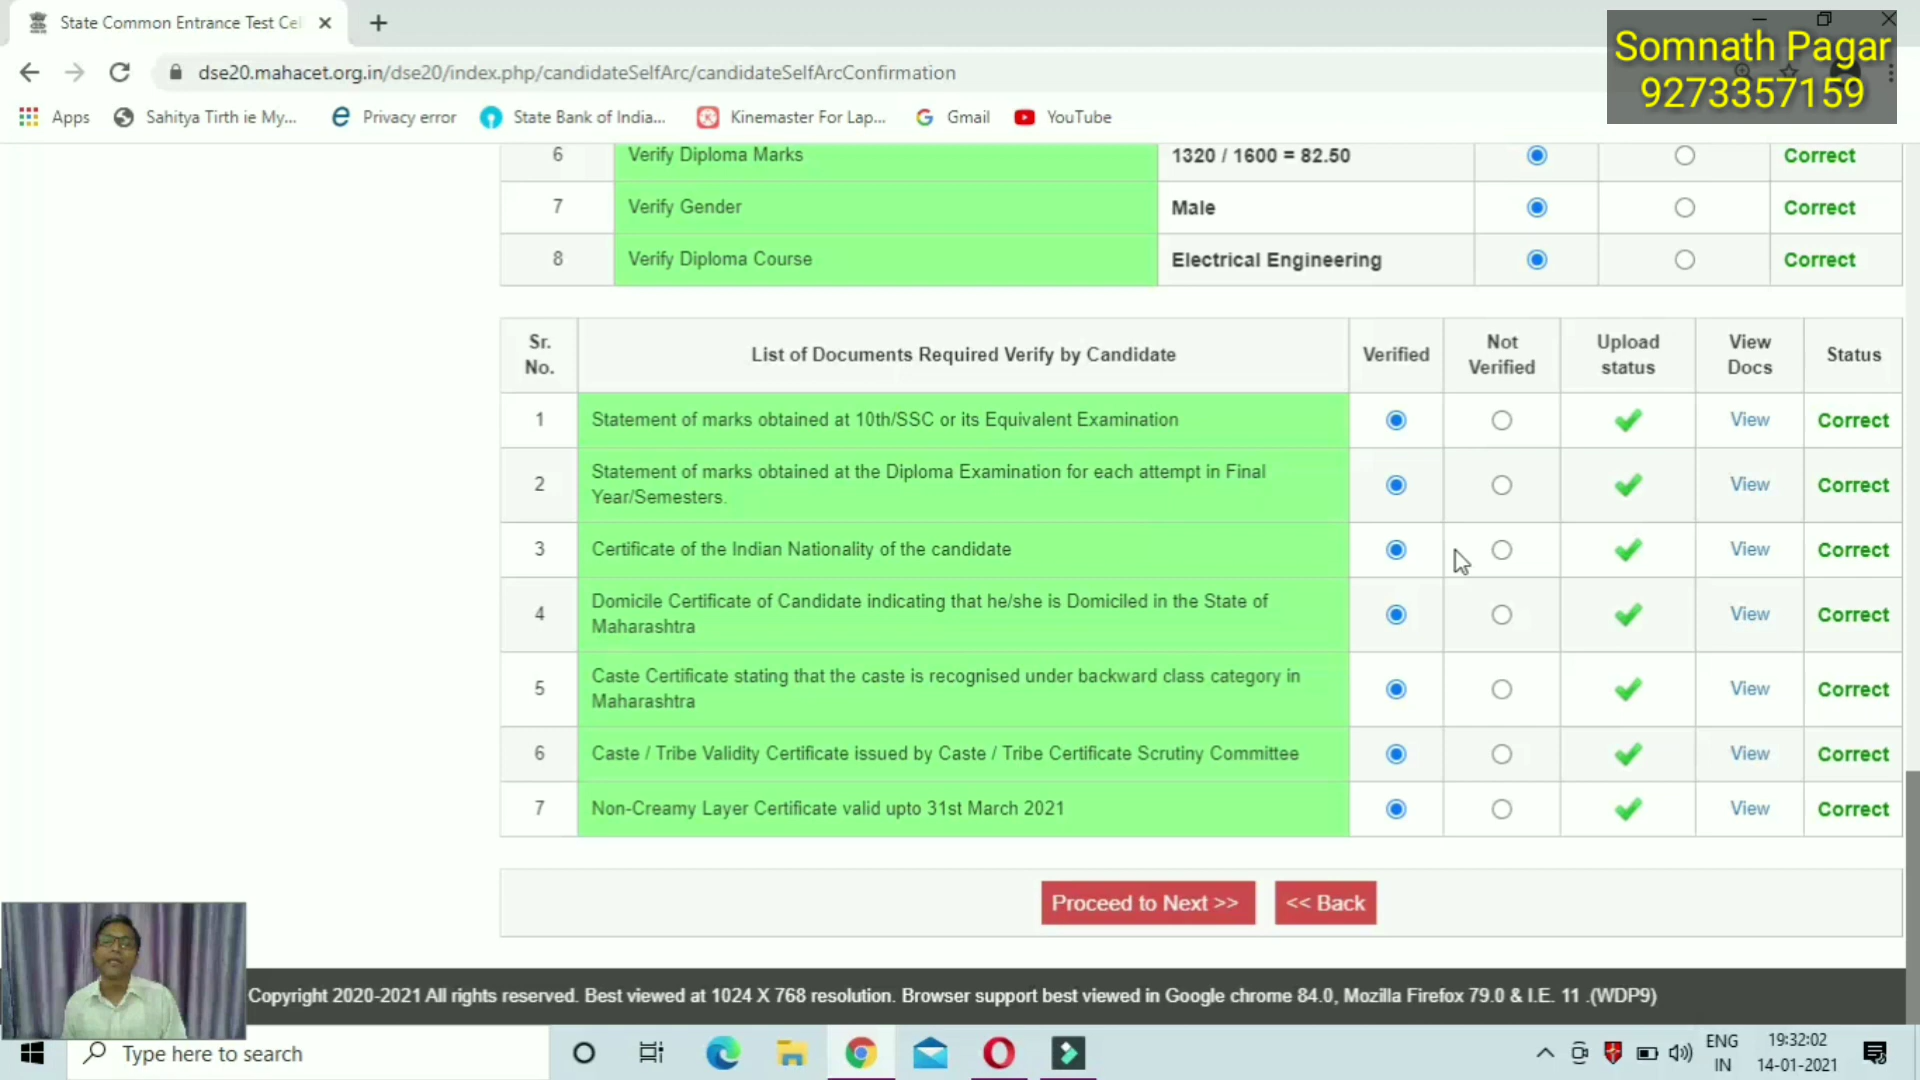 State Common Entrance Test Cel
Somnath Pagar
9273357159
dse20.mahacet.org.in/dse20/index.php/candidateSelfArc/candidateSelfArcConfirmation
Apps Sahitya Tirth ie My... Privacy error State Bank of India... Kinemaster For Lap... Gmail YouTube
6 Verify Diploma Marks 1320 / 1600 = 82.50 Correct
7 Verify Gender Male Correct
8 Verify Diploma Course Electrical Engineering Correct
Sr. No. List of Documents Required Verify by Candidate Verified Not Verified Upload status View Docs Status
1 Statement of marks obtained at 10th/SSC or its Equivalent Examination View Correct
2 Statement of marks obtained at the Diploma Examination for each attempt in Final
Year/Semesters. View Correct
3 Certificate of the Indian Nationality of the candidate View Correct
4 Domicile Certificate of Candidate indicating that he/she is Domiciled in the State of
Maharashtra View Correct
5 Caste Certificate stating that the caste is recognised under backward class category in
Maharashtra View Correct
6 Caste / Tribe Validity Certificate issued by Caste / Tribe Certificate Scrutiny Committee View Correct
7 Non-Creamy Layer Certificate valid upto 31st March 2021 View Correct
Proceed to Next >> << Back
Copyright 2020-2021 All rights reserved. Best viewed at 1024 X 768 resolution. Browser support best viewed in Google chrome 84.0, Mozilla Firefox 79.0 & I.E. 11 .(WDP9)
Type here to search
ENG
IN
19:32:02
14-01-2021